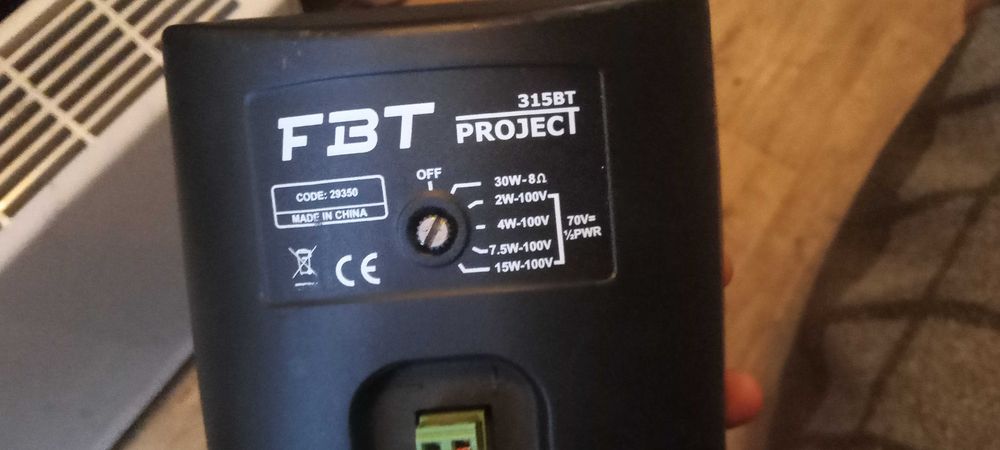 FBT
315BT
PROJECT
CODE: 29350
MADE IN CHINA
OFF
30W-8Ω
2W-100V
4W-100V
7.5W-100V
15W-100V
70V=
½PWR
CE